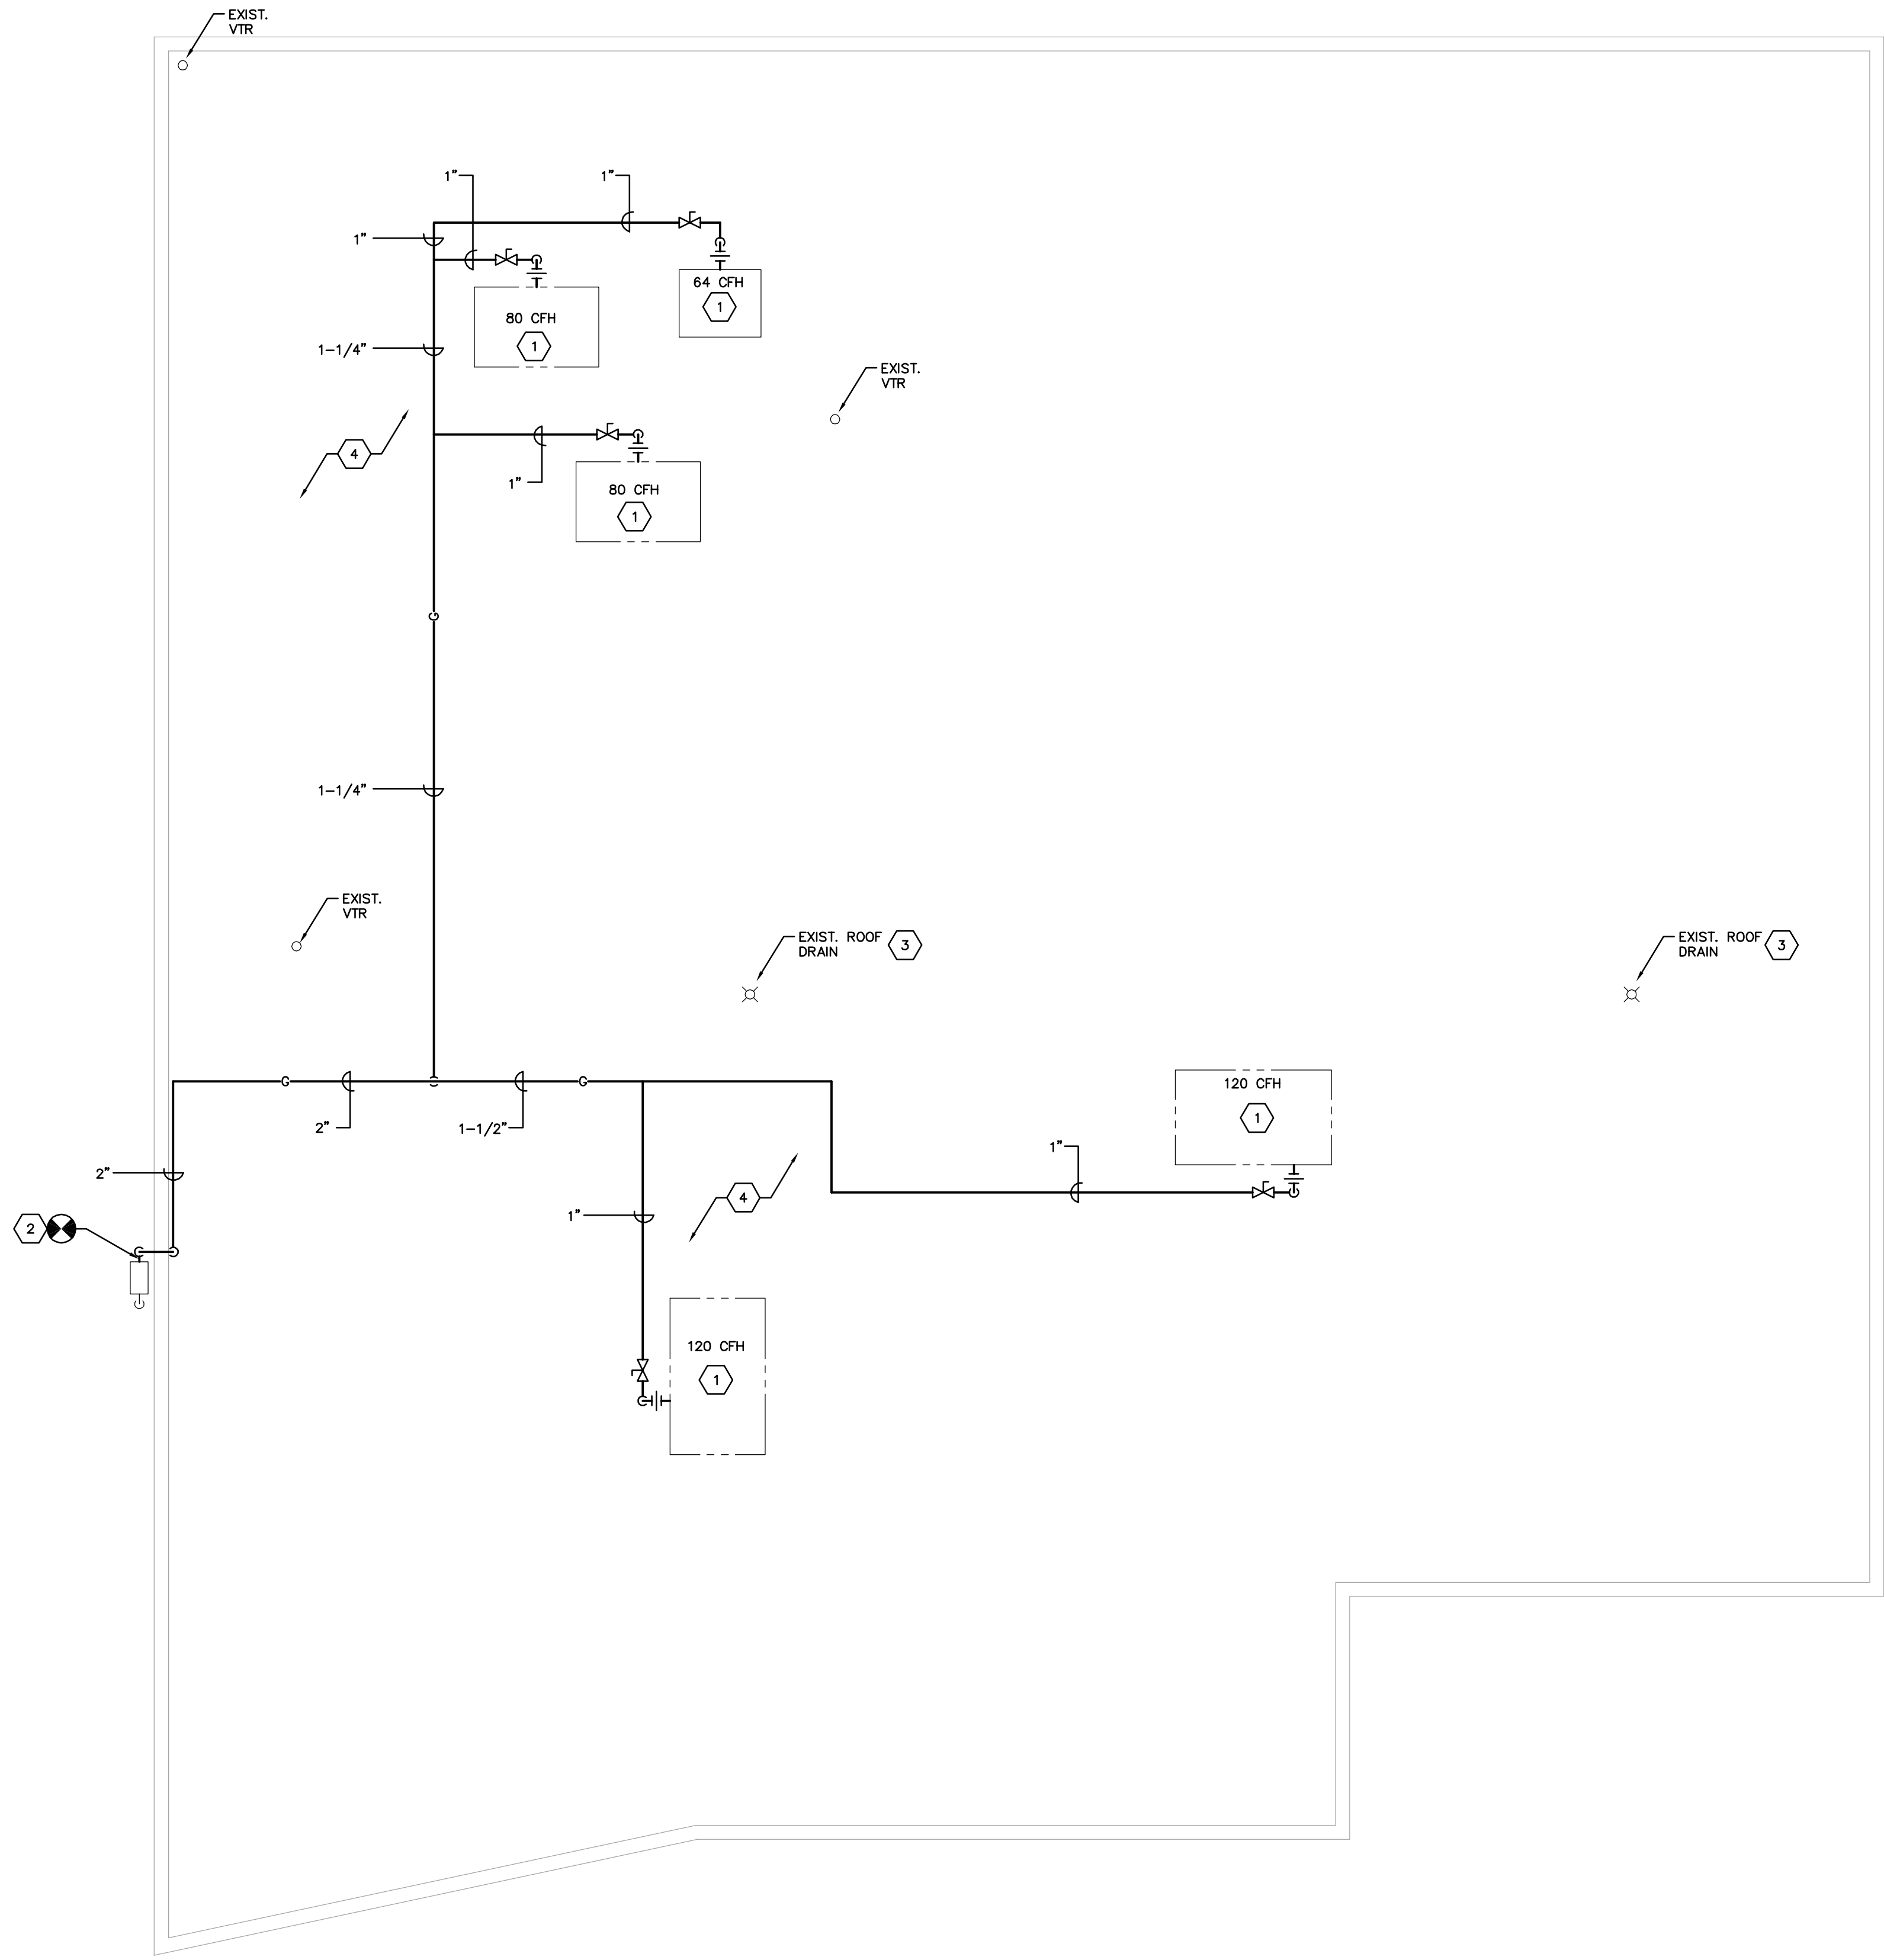 EXIST.
VTR
1"
1"
1"
64 CFH
1
80 CFH
1
1-1/4"
EXIST.
VTR
4
1"
80 CFH
1
G
1-1/4"
EXIST.
VTR
EXIST. ROOF
DRAIN
3
EXIST. ROOF
DRAIN
3
G
G
2"
1-1/2"
120 CFH
1
1"
2"
4
1"
2
120 CFH
1